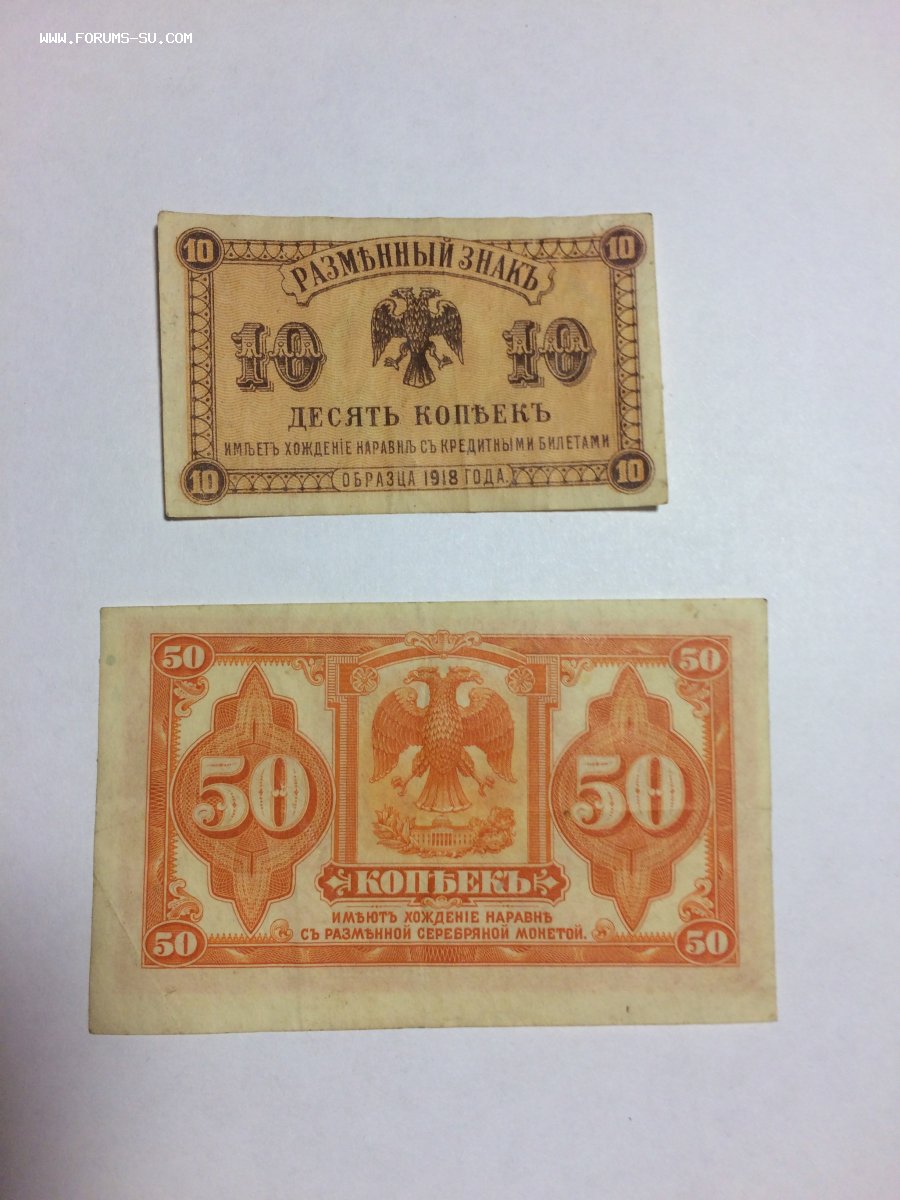 WWW.FORUMS-SU.COM
10 10
РАЗМѢННЫЙ ЗНАКЪ
10 10
ДЕСЯТЬ КОПѢЕКЪ
ИМѢЕТЪ ХОЖДЕНІЕ НАРАВНѢ СЪ КРЕДИТНЫМИ БИЛЕТАМИ
10 10
ОБРАЗЦА 1918 ГОДА.
50 50
50 50
КОПѢЕКЪ
ИМѢЮТЪ ХОЖДЕНІЕ НАРАВНѢ
СЪ РАЗМѢННОЙ СЕРЕБРЯНОЙ МОНЕТОЙ.
50 50